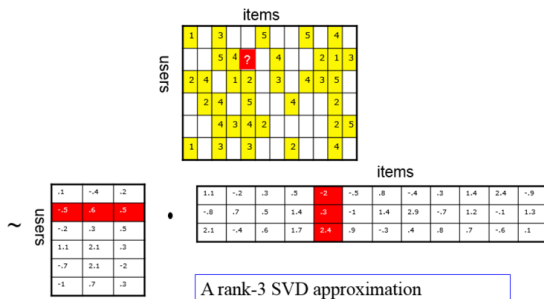 items
users
1 3 5 5 4
5 4 ? 4 2 1 3
2 4 1 2 3 4 3 5
2 4 5 4 2
4 3 4 2 2 5
1 3 3 2 4
items
~
users
.1 -.4 .2
-.5 .6 .5
-.2 .3 .5
1.1 2.1 .3
-.7 2.1 -2
-1 .7 .3
•
1.1 -.2 .3 .5 -2 -.5 .8 -.4 .3 1.4 2.4 -.9
-.8 .7 .5 1.4 .3 -1 1.4 2.9 -.7 1.2 -.1 1.3
2.1 -.4 .6 1.7 2.4 .9 -.3 .4 .8 .7 -.6 .1
A rank-3 SVD approximation